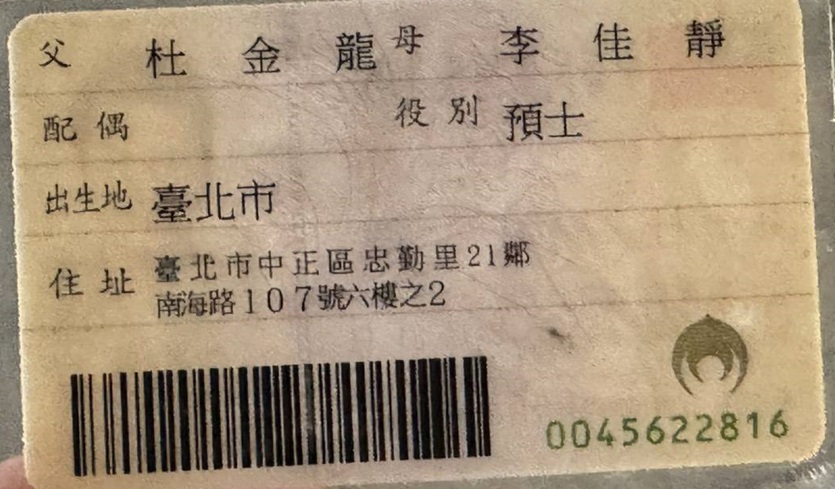 父 杜金龍 母 李佳靜
配偶 役別 預士
出生地 臺北市
住址 臺北市中正區忠勤里21鄰
南海路107號六樓之2
0045622816